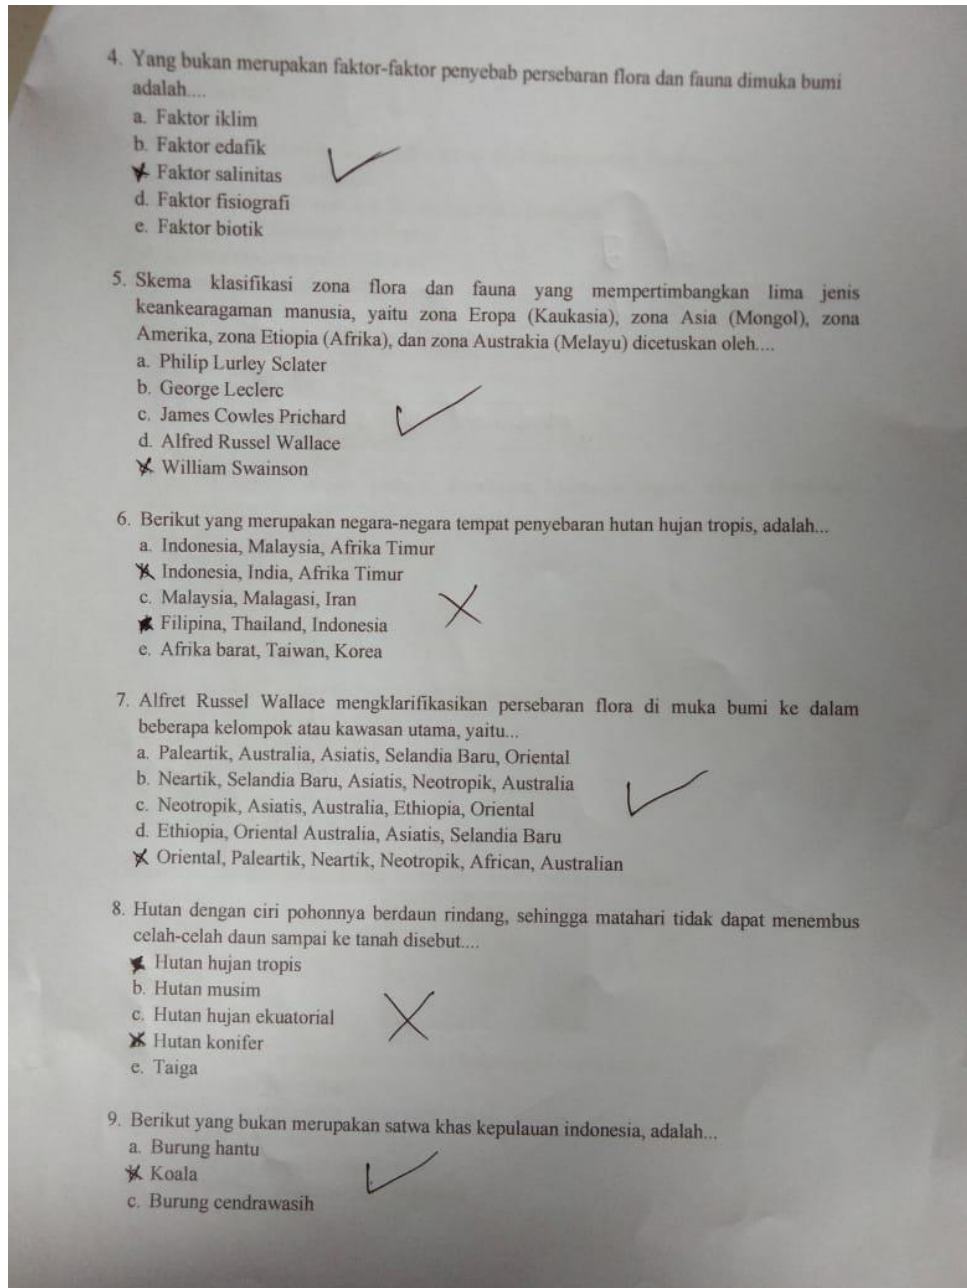 4. Yang bukan merupakan faktor-faktor penyebab persebaran flora dan fauna dimuka bumi
adalah....
a. Faktor iklim
b. Faktor edafik
Faktor salinitas
d. Faktor fisiografi
e. Faktor biotik
5. Skema klasifikasi zona flora dan fauna yang mempertimbangkan lima jenis
keankearagaman manusia, yaitu zona Eropa (Kaukasia), zona Asia (Mongol), zona
Amerika, zona Etiopia (Afrika), dan zona Austrakia (Melayu) dicetuskan oleh....
a. Philip Lurley Sclater
b. George Leclerc
c. James Cowles Prichard
d. Alfred Russel Wallace
William Swainson
6. Berikut yang merupakan negara-negara tempat penyebaran hutan hujan tropis, adalah...
a. Indonesia, Malaysia, Afrika Timur
Indonesia, India, Afrika Timur
c. Malaysia, Malagasi, Iran
Filipina, Thailand, Indonesia
e. Afrika barat, Taiwan, Korea
7. Alfret Russel Wallace mengklarifikasikan persebaran flora di muka bumi ke dalam
beberapa kelompok atau kawasan utama, yaitu...
a. Paleartik, Australia, Asiatis, Selandia Baru, Oriental
b. Neartik, Selandia Baru, Asiatis, Neotropik, Australia
c. Neotropik, Asiatis, Australia, Ethiopia, Oriental
d. Ethiopia, Oriental Australia, Asiatis, Selandia Baru
Oriental, Paleartik, Neartik, Neotropik, African, Australian
8. Hutan dengan ciri pohonnya berdaun rindang, sehingga matahari tidak dapat menembus
celah-celah daun sampai ke tanah disebut....
Hutan hujan tropis
b. Hutan musim
c. Hutan hujan ekuatorial
Hutan konifer
e. Taiga
9. Berikut yang bukan merupakan satwa khas kepulauan indonesia, adalah...
a. Burung hantu
Koala
c. Burung cendrawasih